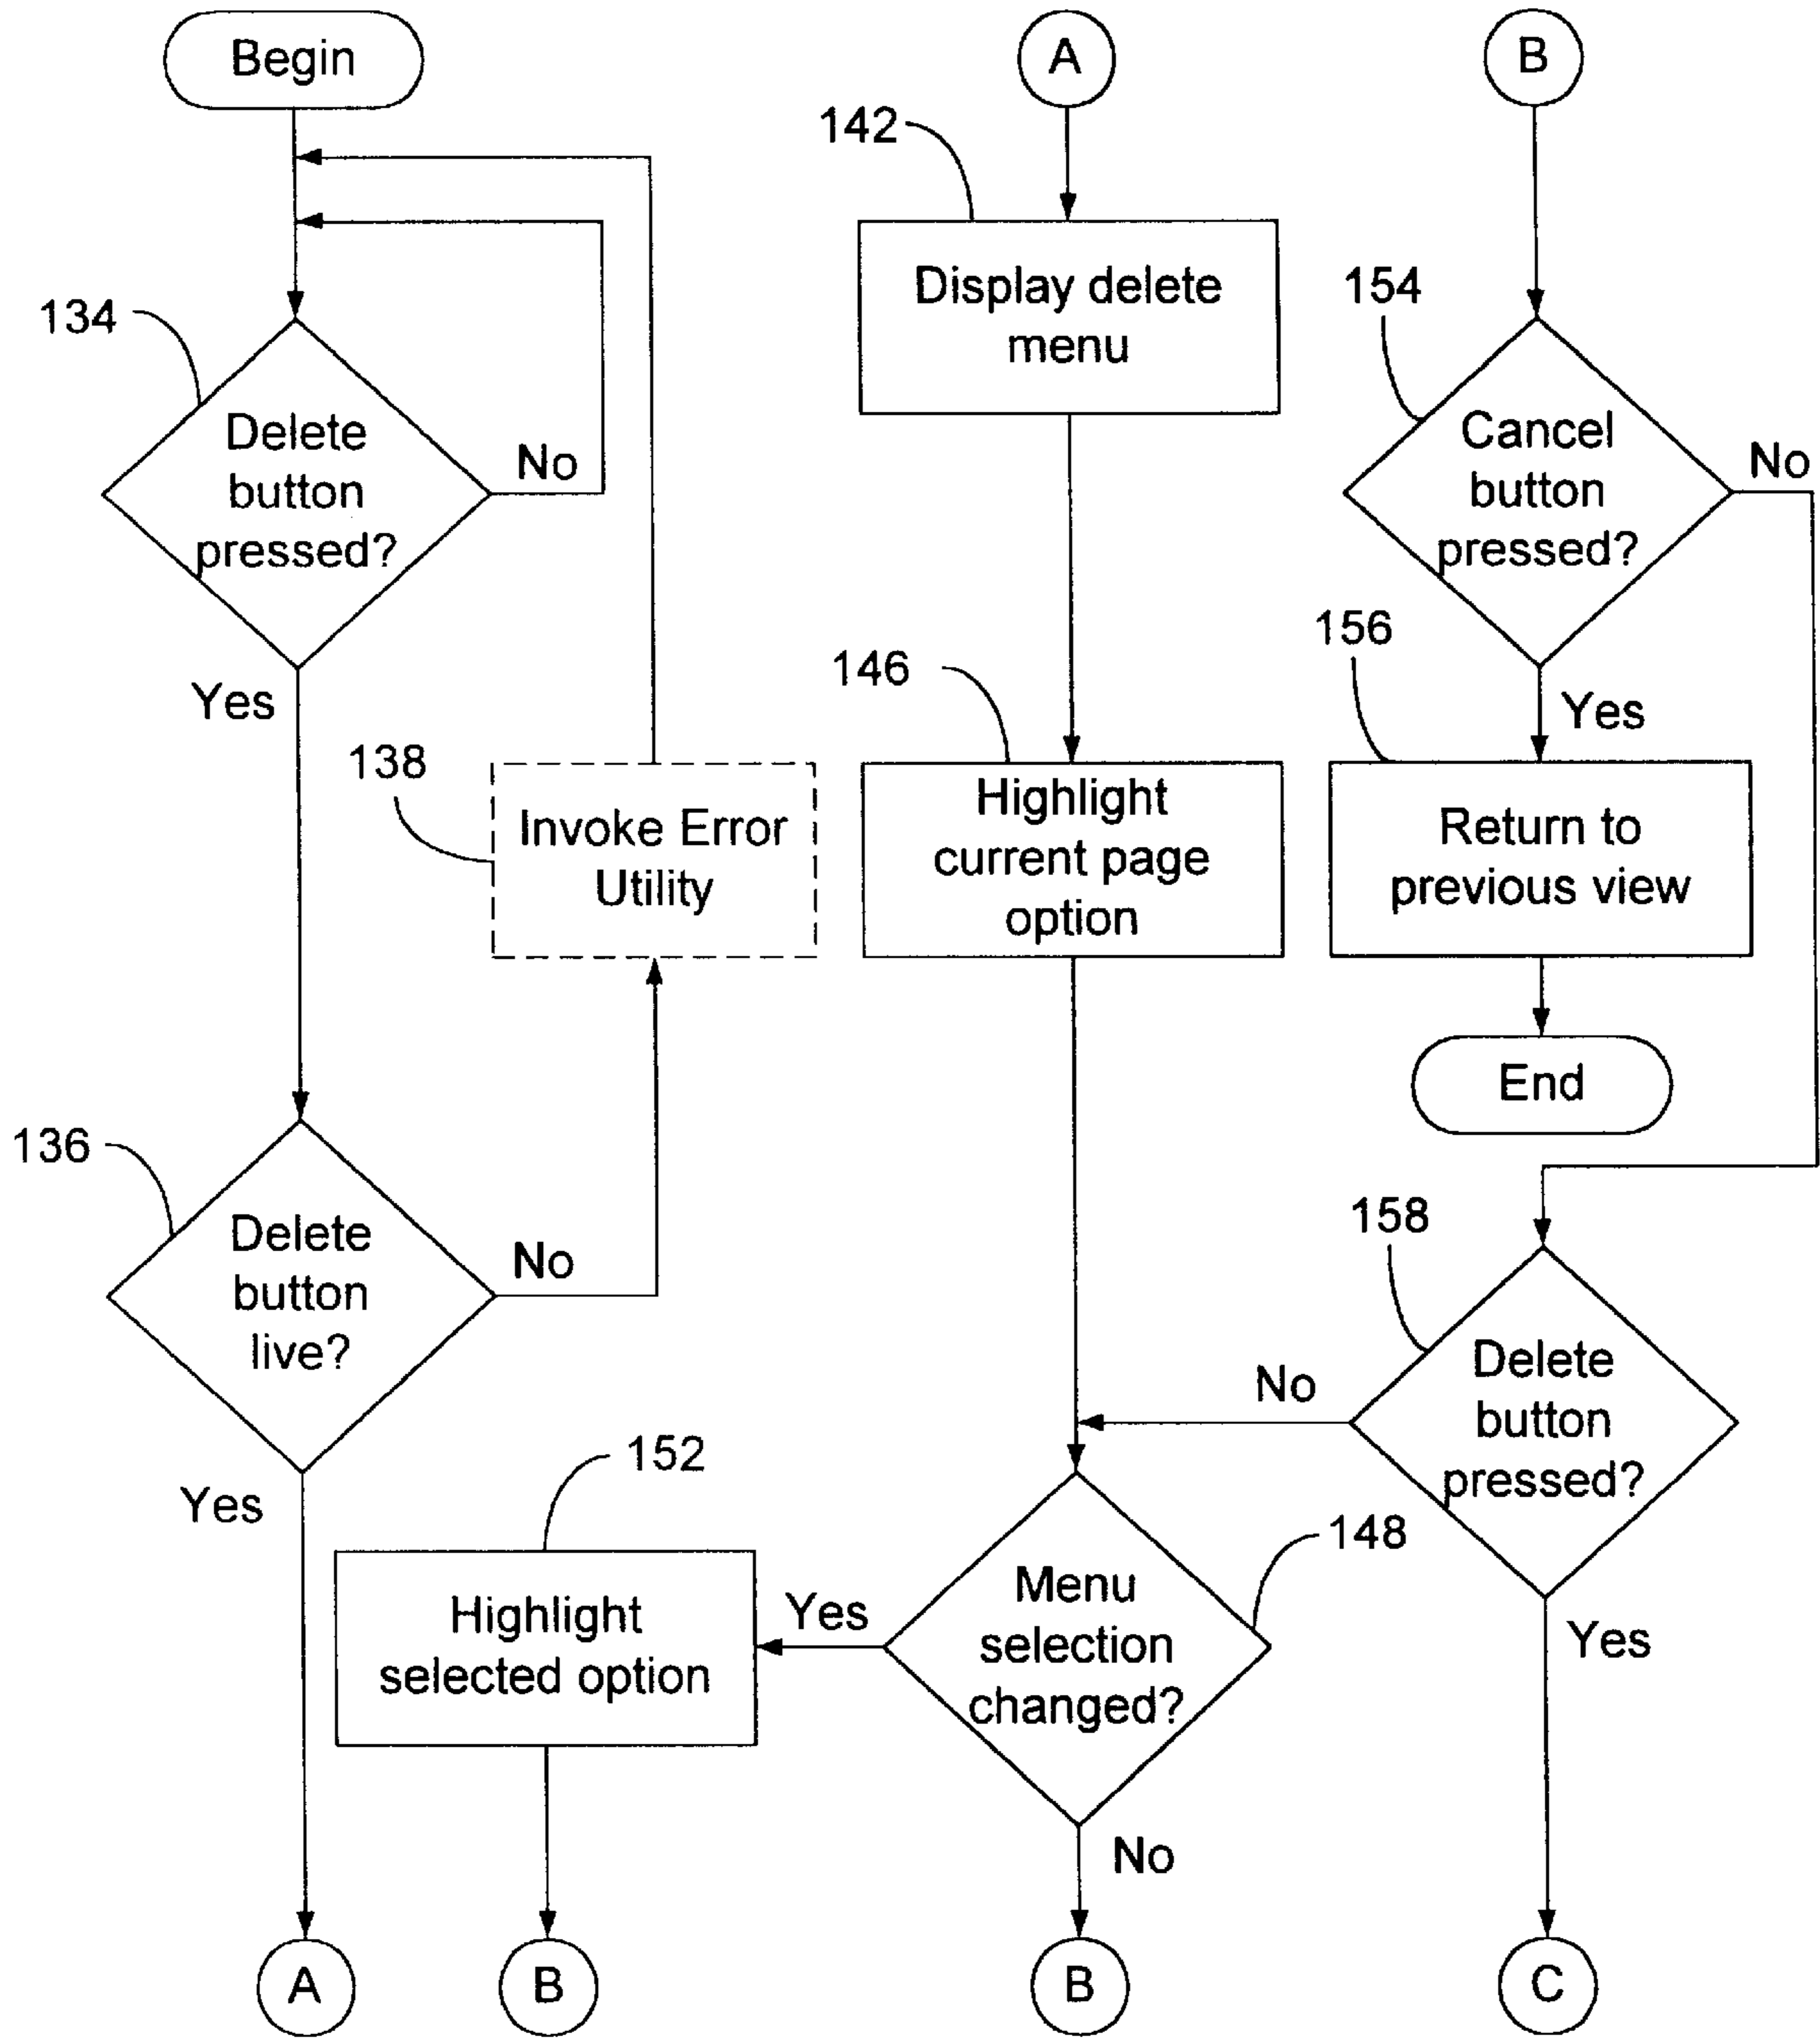 Begin
134
Delete
button
pressed?
No
Yes
138
Invoke Error
Utility
136
Delete
button
live?
No
Yes
A
A
142
Display delete
menu
146
Highlight
current page
option
148
Menu
selection
changed?
Yes
152
Highlight
selected option
B
No
B
B
154
Cancel
button
pressed?
No
Yes
156
Return to
previous view
End
158
Delete
button
pressed?
No
Yes
C